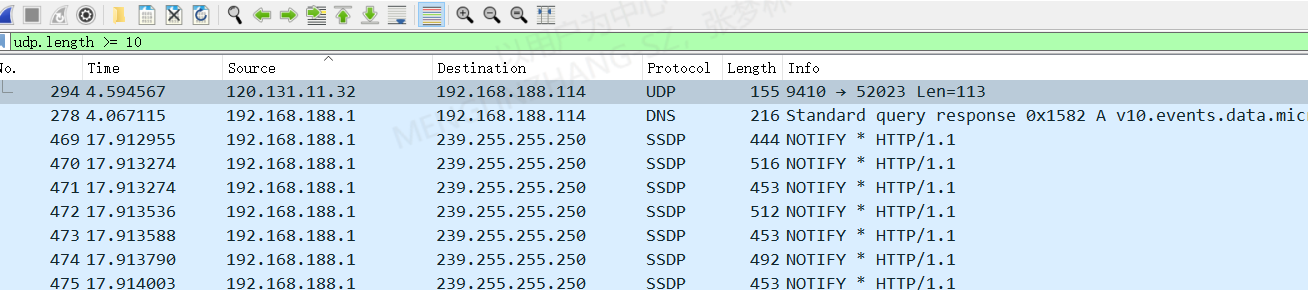 udp.length >= 10
No. Time Source Destination Protocol Length Info
294 4.594567 120.131.11.32 192.168.188.114 UDP 155 9410 → 52023 Len=113
278 4.067115 192.168.188.1 192.168.188.114 DNS 216 Standard query response 0x1582 A v10.events.data.micr
469 17.912955 192.168.188.1 239.255.255.250 SSDP 444 NOTIFY * HTTP/1.1
470 17.913274 192.168.188.1 239.255.255.250 SSDP 516 NOTIFY * HTTP/1.1
471 17.913274 192.168.188.1 239.255.255.250 SSDP 453 NOTIFY * HTTP/1.1
472 17.913536 192.168.188.1 239.255.255.250 SSDP 512 NOTIFY * HTTP/1.1
473 17.913588 192.168.188.1 239.255.255.250 SSDP 453 NOTIFY * HTTP/1.1
474 17.913790 192.168.188.1 239.255.255.250 SSDP 492 NOTIFY * HTTP/1.1
475 17.914003 192.168.188.1 239.255.255.250 SSDP 453 NOTIFY * HTTP/1.1
以用户为中心